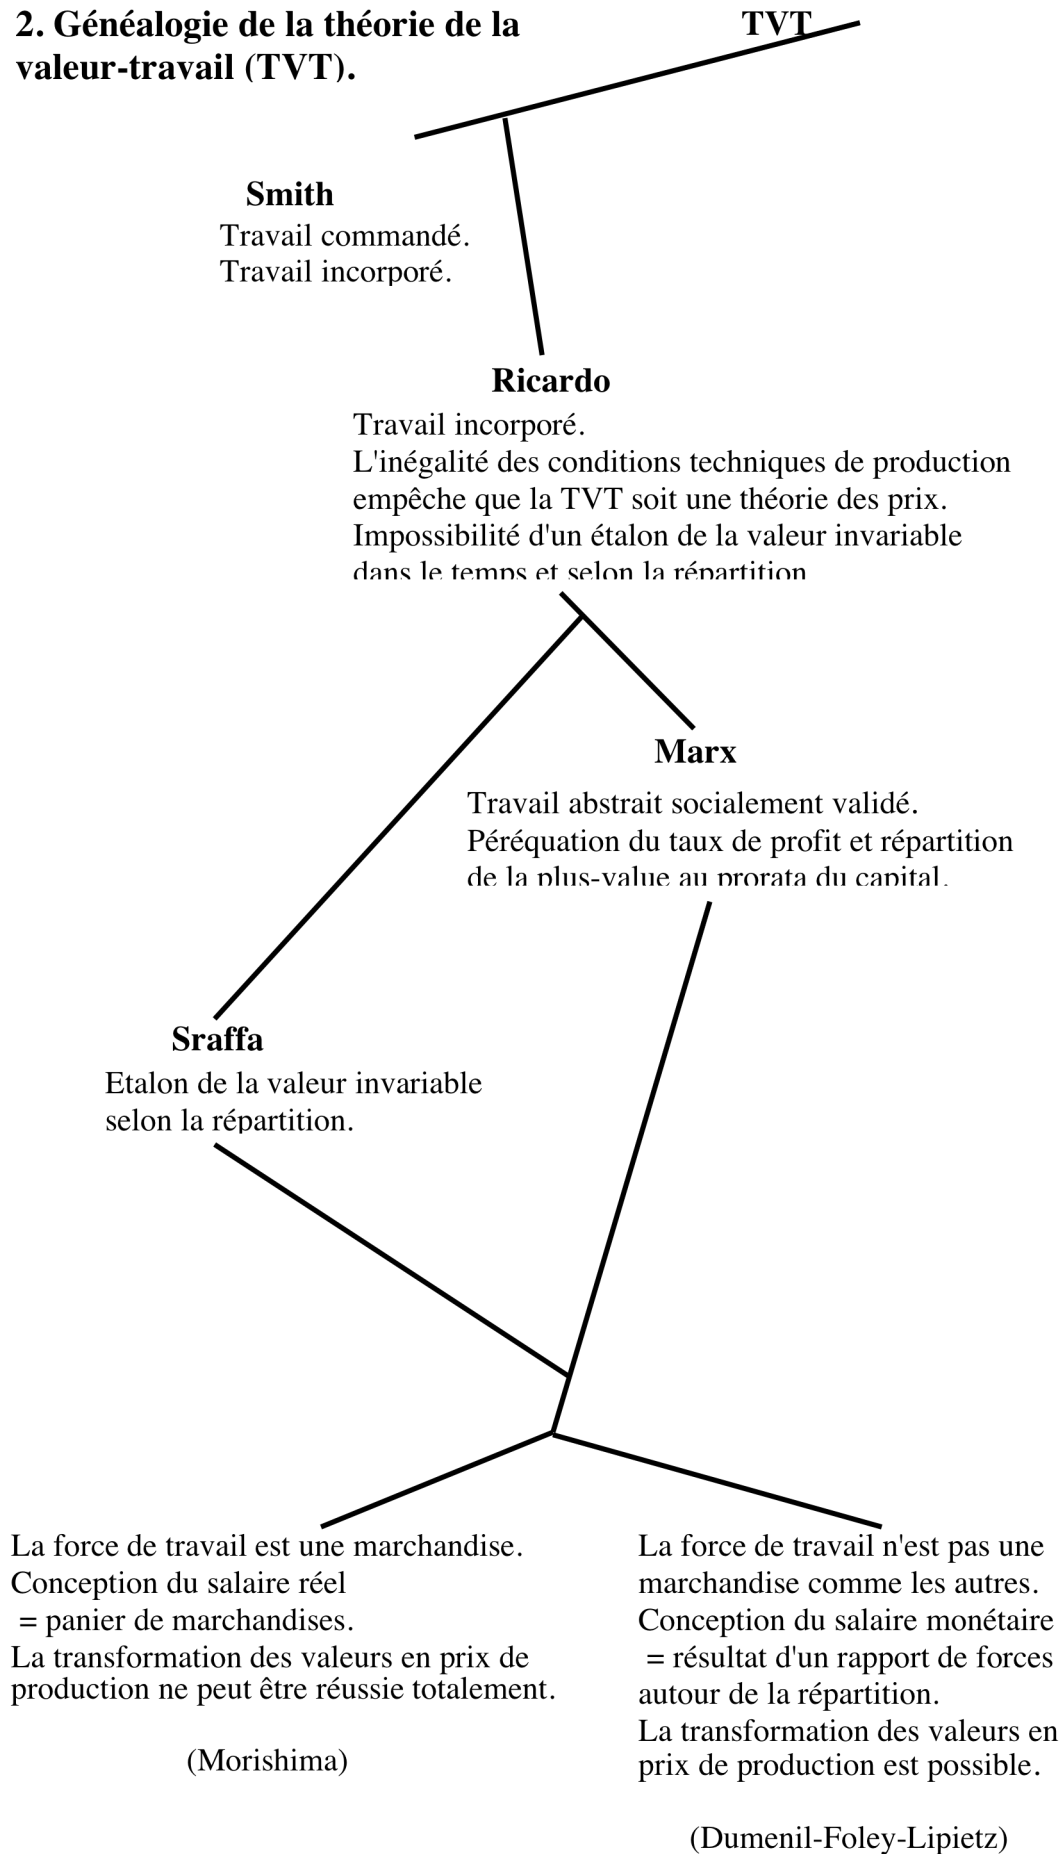 2. Généalogie de la théorie de la
valeur-travail (TVT).
TVT
Smith
Travail commandé.
Travail incorporé.
Ricardo
Travail incorporé.
L'inégalité des conditions techniques de production
empêche que la TVT soit une théorie des prix.
Impossibilité d'un étalon de la valeur invariable
dans le temps et selon la répartition
Marx
Travail abstrait socialement validé.
Péréquation du taux de profit et répartition
de la plus-value au prorata du capital.
Sraffa
Etalon de la valeur invariable
selon la répartition.
La force de travail est une marchandise.
Conception du salaire réel
= panier de marchandises.
La transformation des valeurs en prix de
production ne peut être réussie totalement.
(Morishima)
La force de travail n'est pas une
marchandise comme les autres.
Conception du salaire monétaire
= résultat d'un rapport de forces
autour de la répartition.
La transformation des valeurs en
prix de production est possible.
(Dumenil-Foley-Lipietz)